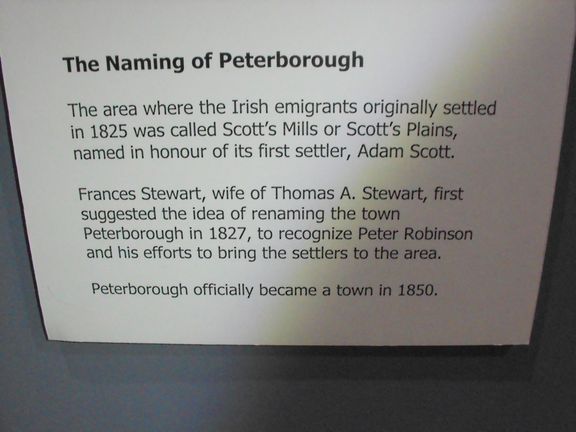 The Naming of Peterborough
The area where the Irish emigrants originally settled
in 1825 was called Scott's Mills or Scott's Plains,
named in honour of its first settler, Adam Scott.
Frances Stewart, wife of Thomas A. Stewart, first
suggested the idea of renaming the town
Peterborough in 1827, to recognize Peter Robinson
and his efforts to bring the settlers to the area.
Peterborough officially became a town in 1850.